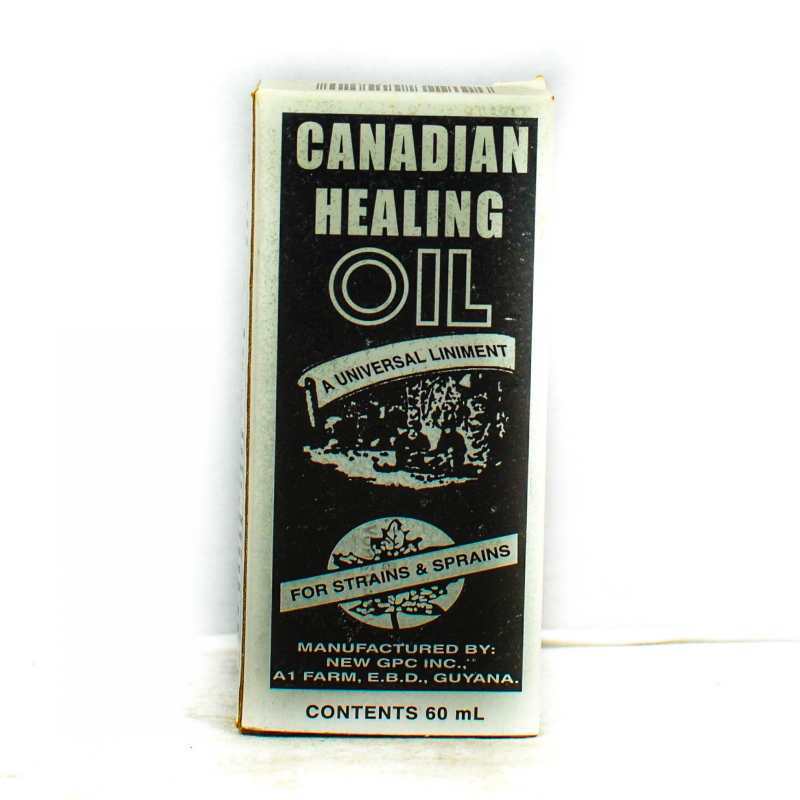 CANADIAN
HEALING
OIL
A UNIVERSAL LINIMENT
FOR STRAINS & SPRAINS
MANUFACTURED BY:
NEW GPC INC.,
A1 FARM, E.B.D., GUYANA.
CONTENTS 60 mL